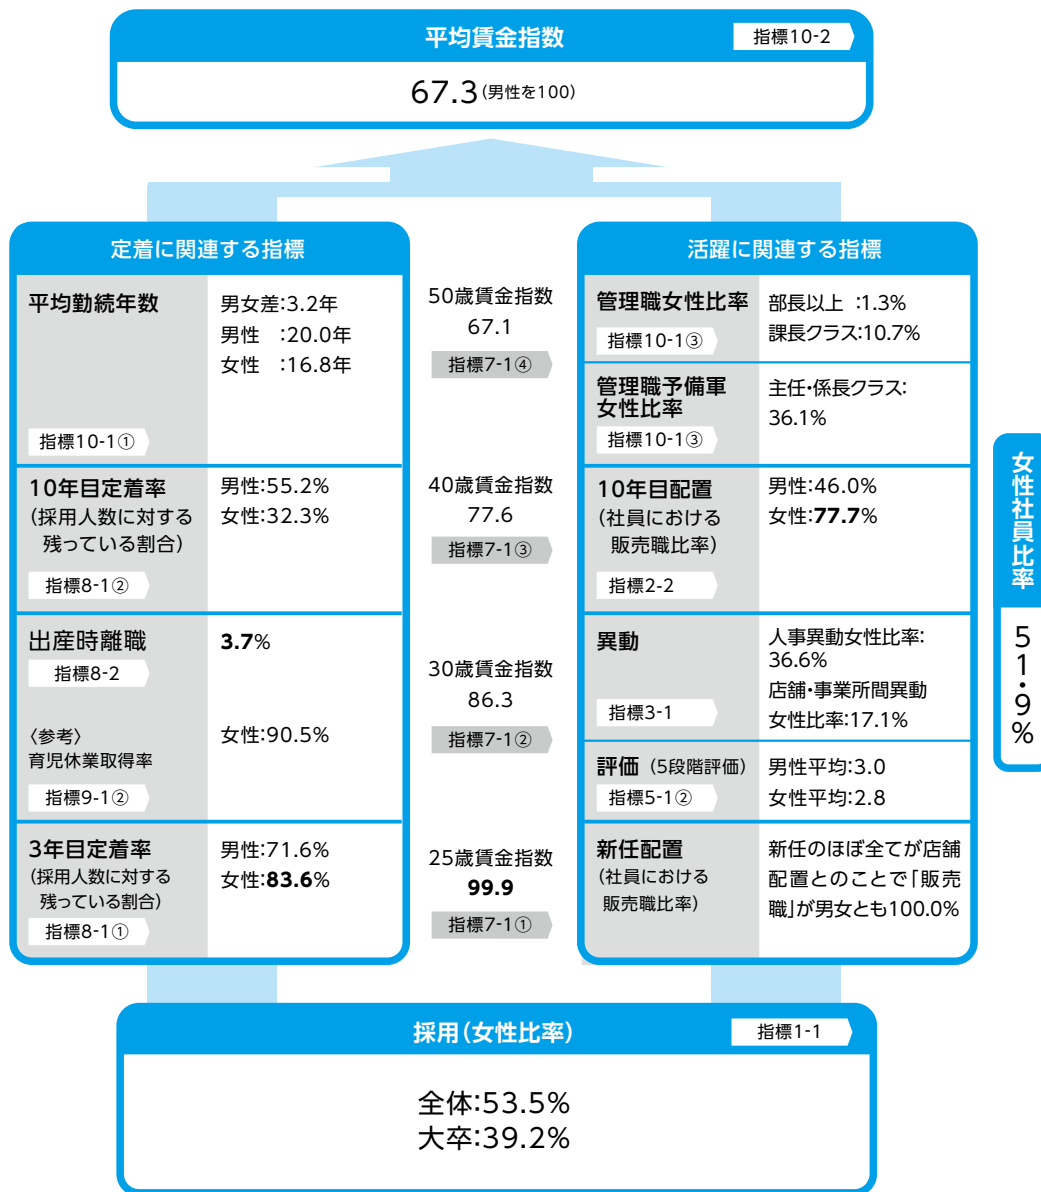 平均賃金指数
指標10-2
67.3(男性を100)
定着に関連する指標
平均勤続年数
男女差:3.2年
男性 :20.0年
女性 :16.8年
指標10-1①
10年目定着率
(採用人数に対する
残っている割合)
男性:55.2%
女性:32.3%
指標8-1②
出産時離職
3.7%
指標8-2
〈参考〉
育児休業取得率
女性:90.5%
指標9-1②
3年目定着率
(採用人数に対する
残っている割合)
男性:71.6%
女性:83.6%
指標8-1①
50歳賃金指数
67.1
指標7-1④
40歳賃金指数
77.6
指標7-1③
30歳賃金指数
86.3
指標7-1②
25歳賃金指数
99.9
指標7-1①
活躍に関連する指標
管理職女性比率
部長以上 :1.3%
課長クラス:10.7%
指標10-1③
管理職予備軍
女性比率
主任・係長クラス:
36.1%
指標10-1③
10年目配置
(社員における
販売職比率)
男性:46.0%
女性:77.7%
指標2-2
異動
人事異動女性比率:
36.6%
店舗・事業所間異動
女性比率:17.1%
指標3-1
評価 (5段階評価)
男性平均:3.0
女性平均:2.8
指標5-1②
新任配置
(社員における
販売職比率)
新任のほぼ全てが店舗
配置とのことで「販売
職」が男女とも100.0%
女性社員比率
51・9%
採用(女性比率)
指標1-1
全体:53.5%
大卒:39.2%